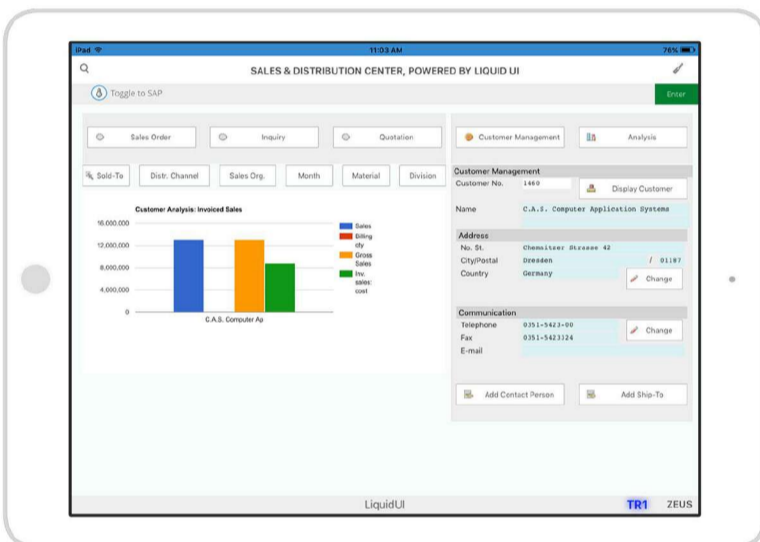 iPad 11:03 AM 76%
SALES & DISTRIBUTION CENTER, POWERED BY LIQUID UI
Toggle to SAP
Enter
Sales Order Inquiry Quotation
Sold-To Distr. Channel Sales Org. Month Material Division
Customer Analysis: Invoiced Sales
16,000,000
12,000,000
8,000,000
4,000,000
0
C.A.S. Computer Ap
Sales
Billing
qty
Gross
Sales
Inv.
sales:
cost
Customer Management Analysis
Customer Management
Customer No. 1460 Display Customer
Name C.A.S. Computer Application Systems
Address
No. St. Chemnitzer Strasse 42
City/Postal Dresden / 01187
Country Germany Change
Communication
Telephone 0351-5423-00 Change
Fax 0351-5423324
E-mail
Add Contact Person Add Ship-To
LiquidUI TR1 ZEUS